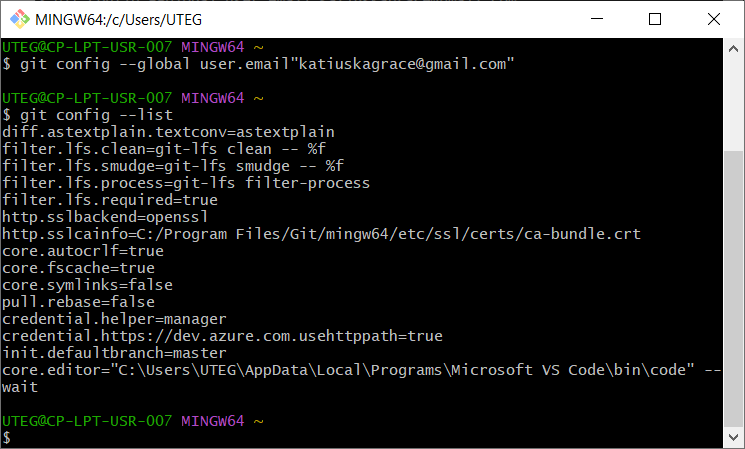 MINGW64:/c/Users/UTEG
UTEG@CP-LPT-USR-007 MINGW64 ~
$ git config --global user.email"katiuskagrace@gmail.com"
UTEG@CP-LPT-USR-007 MINGW64 ~
$ git config --list
diff.astextplain.textconv=astextplain
filter.lfs.clean=git-lfs clean -- %f
filter.lfs.smudge=git-lfs smudge -- %f
filter.lfs.process=git-lfs filter-process
filter.lfs.required=true
http.sslbackend=openssl
http.sslcainfo=C:/Program Files/Git/mingw64/etc/ssl/certs/ca-bundle.crt
core.autocrlf=true
core.fscache=true
core.symlinks=false
pull.rebase=false
credential.helper=manager
credential.https://dev.azure.com.usehttppath=true
init.defaultbranch=master
core.editor="C:\Users\UTEG\AppData\Local\Programs\Microsoft VS Code\bin\code" --
wait
UTEG@CP-LPT-USR-007 MINGW64 ~
$